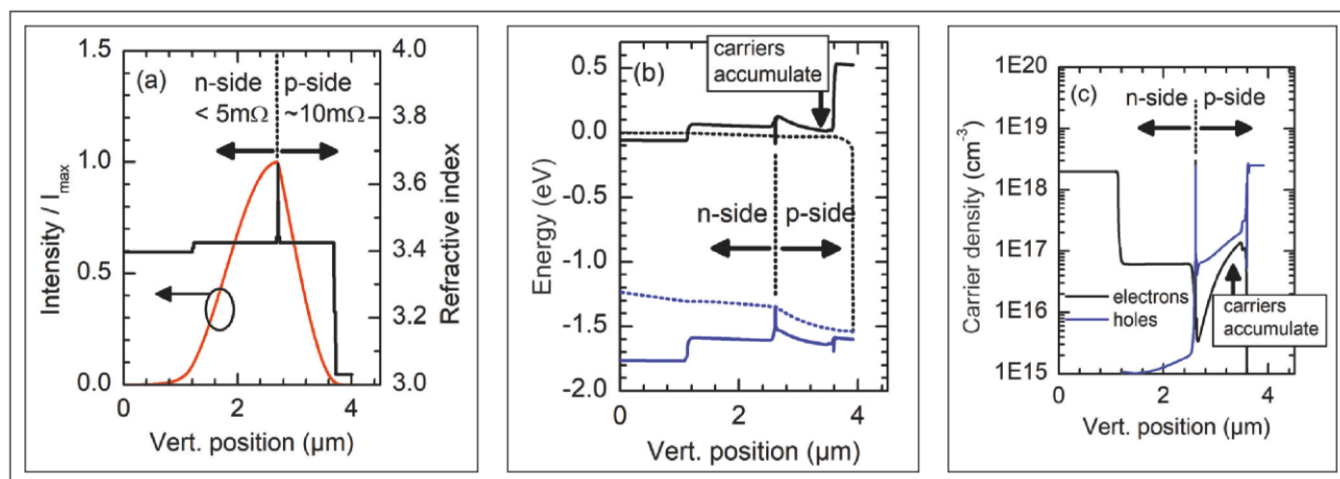 (a)
n-side p-side
< 5mΩ ~10mΩ
Intensity / Imax
1.5
1.0
0.5
0.0
0 2 4
Vert. position (µm)
4.0
3.8
3.6
3.4
3.2
3.0
Refractive index
(b)
carriers
accumulate
n-side p-side
Energy (eV)
0.5
0.0
-0.5
-1.0
-1.5
-2.0
0 2 4
Vert. position (µm)
(c)
n-side p-side
Carrier density (cm-3)
1E20
1E19
1E18
1E17
1E16
1E15
electrons
holes
carriers
accumulate
0 2 4
Vert. position (µm)